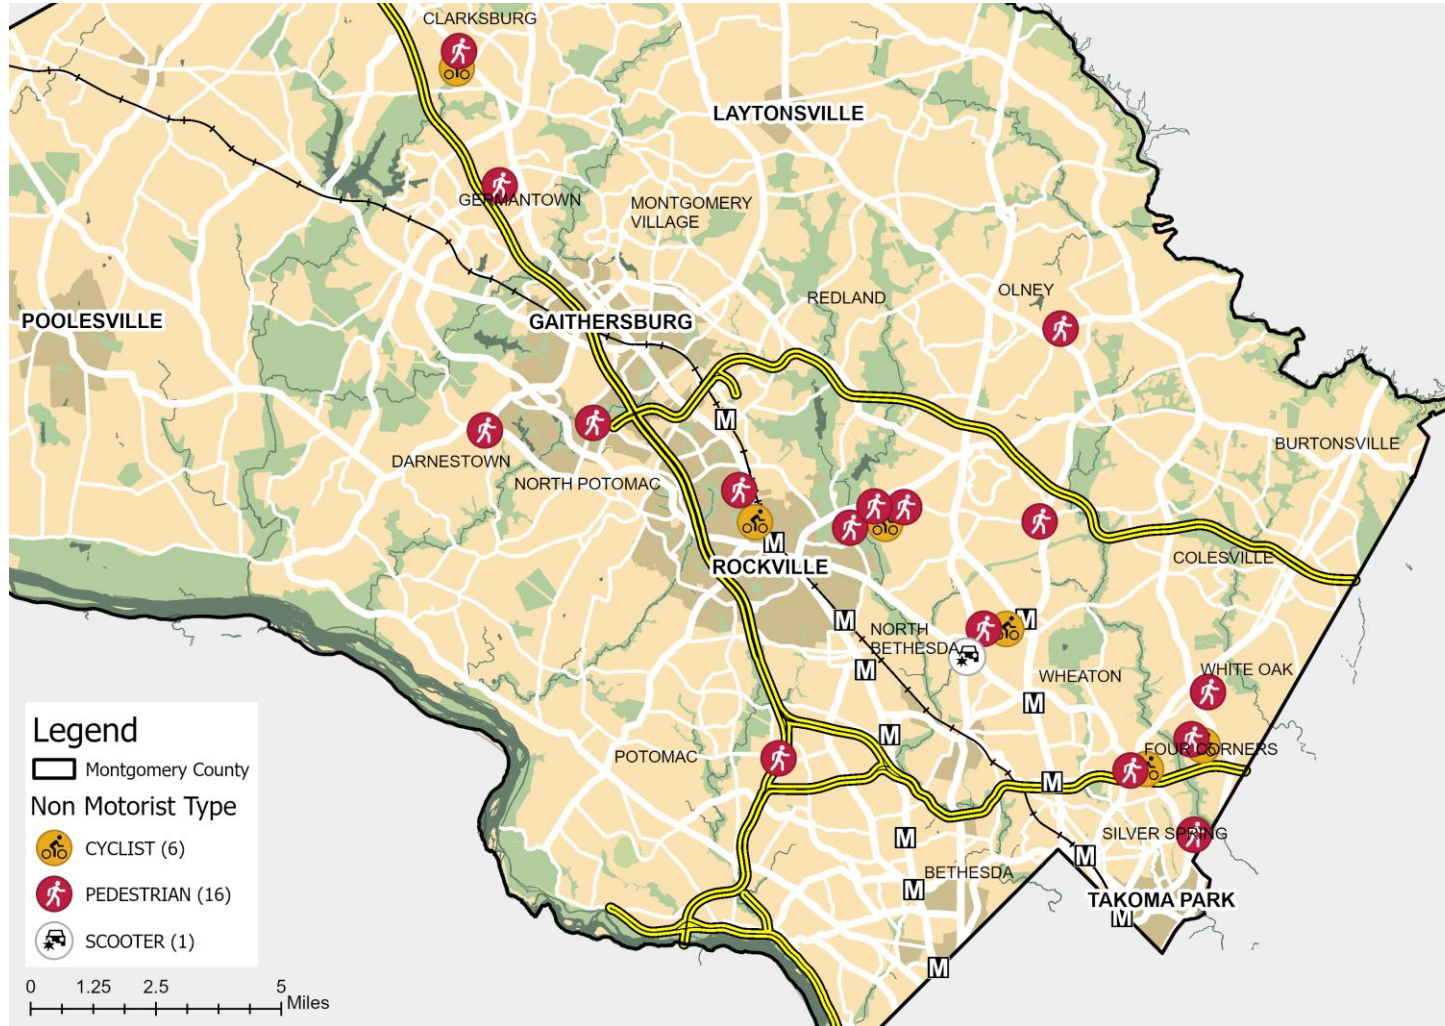 CLARKSBURG
LAYTONSVILLE
GERMANTOWN
MONTGOMERY
VILLAGE
REDLAND
OLNEY
POOLESVILLE
GAITHERSBURG
M
BURTONSVILLE
DARNESTOWN
NORTH POTOMAC
M
ROCKVILLE
COLESVILLE
M
M
NORTH
BETHESDA
M
WHEATON
WHITE OAK
M
M
POTOMAC
FOUR CORNERS
M
M
SILVER SPRING
M
BETHESDA
M
TAKOMA PARK
M
M
Legend
Montgomery County
Non Motorist Type
CYCLIST (6)
PEDESTRIAN (16)
SCOOTER (1)
0 1.25 2.5 5
Miles